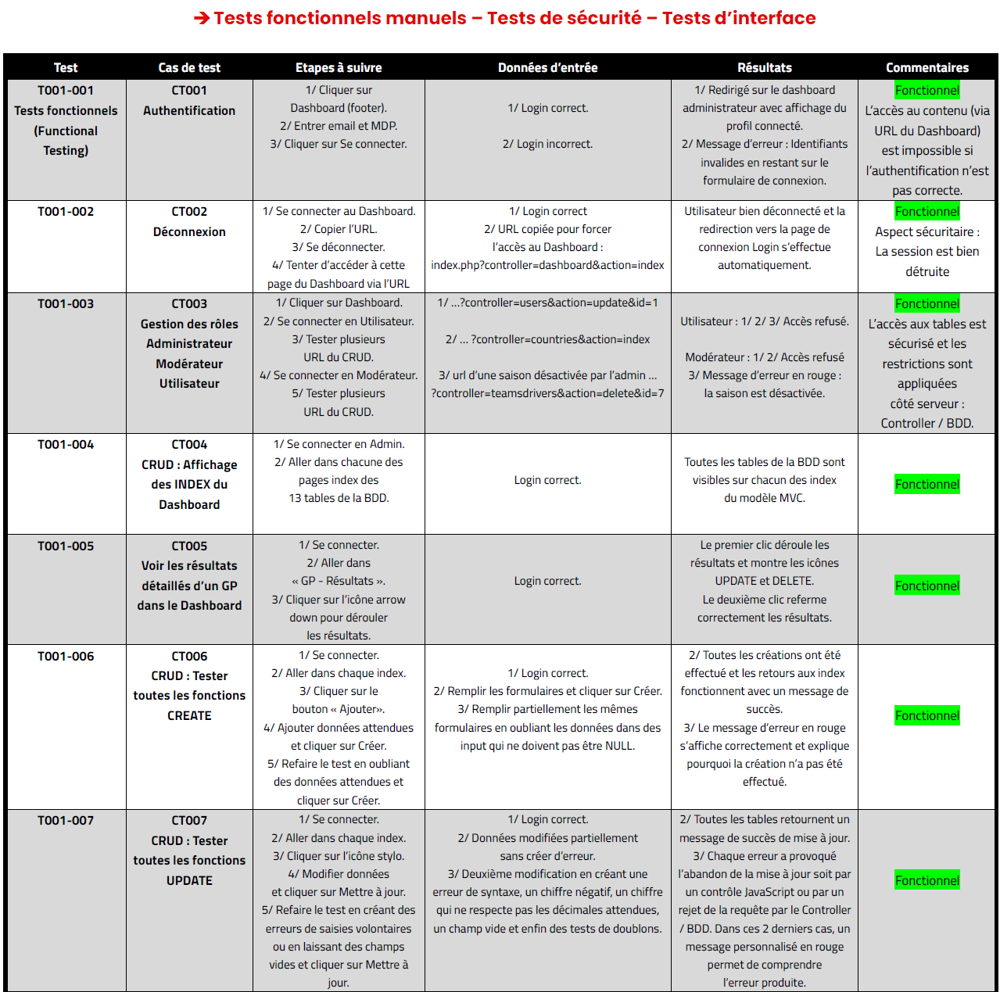 ➔ Tests fonctionnels manuels – Tests de sécurité – Tests d’interface
Test
Cas de test
Etapes à suivre
Données d’entrée
Résultats
Commentaires
T001-001
Tests fonctionnels
(Functional
Testing)
CT001
Authentification
1/ Cliquer sur
Dashboard (footer).
2/ Entrer email et MDP.
3/ Cliquer sur Se connecter.
1/ Login correct.
2/ Login incorrect.
1/ Redirigé sur le dashboard
administrateur avec affichage du
profil connecté.
2/ Message d’erreur : Identifiants
invalides en restant sur le
formulaire de connexion.
Fonctionnel
L’accès au contenu (via
URL du Dashboard)
est impossible si
l’authentification n’est
pas correcte.
T001-002
CT002
Déconnexion
1/ Se connecter au Dashboard.
2/ Copier l’URL.
3/ Se déconnecter.
4/ Tenter d’accéder à cette
page du Dashboard via l’URL
1/ Login correct
2/ URL copiée pour forcer
l’accès au Dashboard :
index.php?controller=dashboard&action=index
Utilisateur bien déconnecté et la
redirection vers la page de
connexion Login s’effectue
automatiquement.
Fonctionnel
Aspect sécuritaire :
La session est bien
détruite
T001-003
CT003
Gestion des rôles
Administrateur
Modérateur
Utilisateur
1/ Cliquer sur Dashboard.
2/ Se connecter en Utilisateur.
3/ Tester plusieurs
URL du CRUD.
4/ Se connecter en Modérateur.
5/ Tester plusieurs
URL du CRUD.
1/ …?controller=users&action=update&id=1
2/ … ?controller=countries&action=index
3/ url d’une saison désactivée par l’admin …
?controller=teamsdrivers&action=delete&id=7
Utilisateur : 1/ 2/ 3/ Accès refusé.
Modérateur : 1/ 2/ Accès refusé
3/ Message d’erreur en rouge :
la saison est désactivée.
Fonctionnel
L’accès aux tables est
sécurisé et les
restrictions sont
appliquées
côté serveur :
Controller / BDD.
T001-004
CT004
CRUD : Affichage
des INDEX du
Dashboard
1/ Se connecter en Admin.
2/ Aller dans chacune des
pages index des
13 tables de la BDD.
Login correct.
Toutes les tables de la BDD sont
visibles sur chacun des index
du modèle MVC.
Fonctionnel
T001-005
CT005
Voir les résultats
détaillés d’un GP
dans le Dashboard
1/ Se connecter.
2/ Aller dans
« GP - Résultats ».
3/ Cliquer sur l’icône arrow
down pour dérouler
les résultats.
Login correct.
Le premier clic déroule les
résultats et montre les icônes
UPDATE et DELETE.
Le deuxième clic referme
correctement les résultats.
Fonctionnel
T001-006
CT006
CRUD : Tester
toutes les fonctions
CREATE
1/ Se connecter.
2/ Aller dans chaque index.
3/ Cliquer sur le
bouton « Ajouter».
4/ Ajouter données attendues
et cliquer sur Créer.
5/ Refaire le test en oubliant
des données attendues et
cliquer sur Créer.
1/ Login correct.
2/ Remplir les formulaires et cliquer sur Créer.
3/ Remplir partiellement les mêmes
formulaires en oubliant les données dans des
input qui ne doivent pas être NULL.
2/ Toutes les créations ont été
effectué et les retours aux index
fonctionnent avec un message de
succès.
3/ Le message d’erreur en rouge
s’affiche correctement et explique
pourquoi la création n’a pas été
effectué.
Fonctionnel
T001-007
CT007
CRUD : Tester
toutes les fonctions
UPDATE
1/ Se connecter.
2/ Aller dans chaque index.
3/ Cliquer sur l’icône stylo.
4/ Modifier données
et cliquer sur Mettre à jour.
5/ Refaire le test en créant des
erreurs de saisies volontaires
ou en laissant des champs
vides et cliquer sur Mettre à
jour.
1/ Login correct.
2/ Données modifiées partiellement
sans créer d’erreur.
3/ Deuxième modification en créant une
erreur de syntaxe, un chiffre négatif, un chiffre
qui ne respecte pas les décimales attendues,
un champ vide et enfin des tests de doublons.
2/ Toutes les tables retournent un
message de succès de mise à jour.
3/ Chaque erreur a provoqué
l’abandon de la mise à jour soit par
un contrôle JavaScript ou par un
rejet de la requête par le Controller
/ BDD. Dans ces 2 derniers cas, un
message personnalisé en rouge
permet de comprendre
l’erreur produite.
Fonctionnel